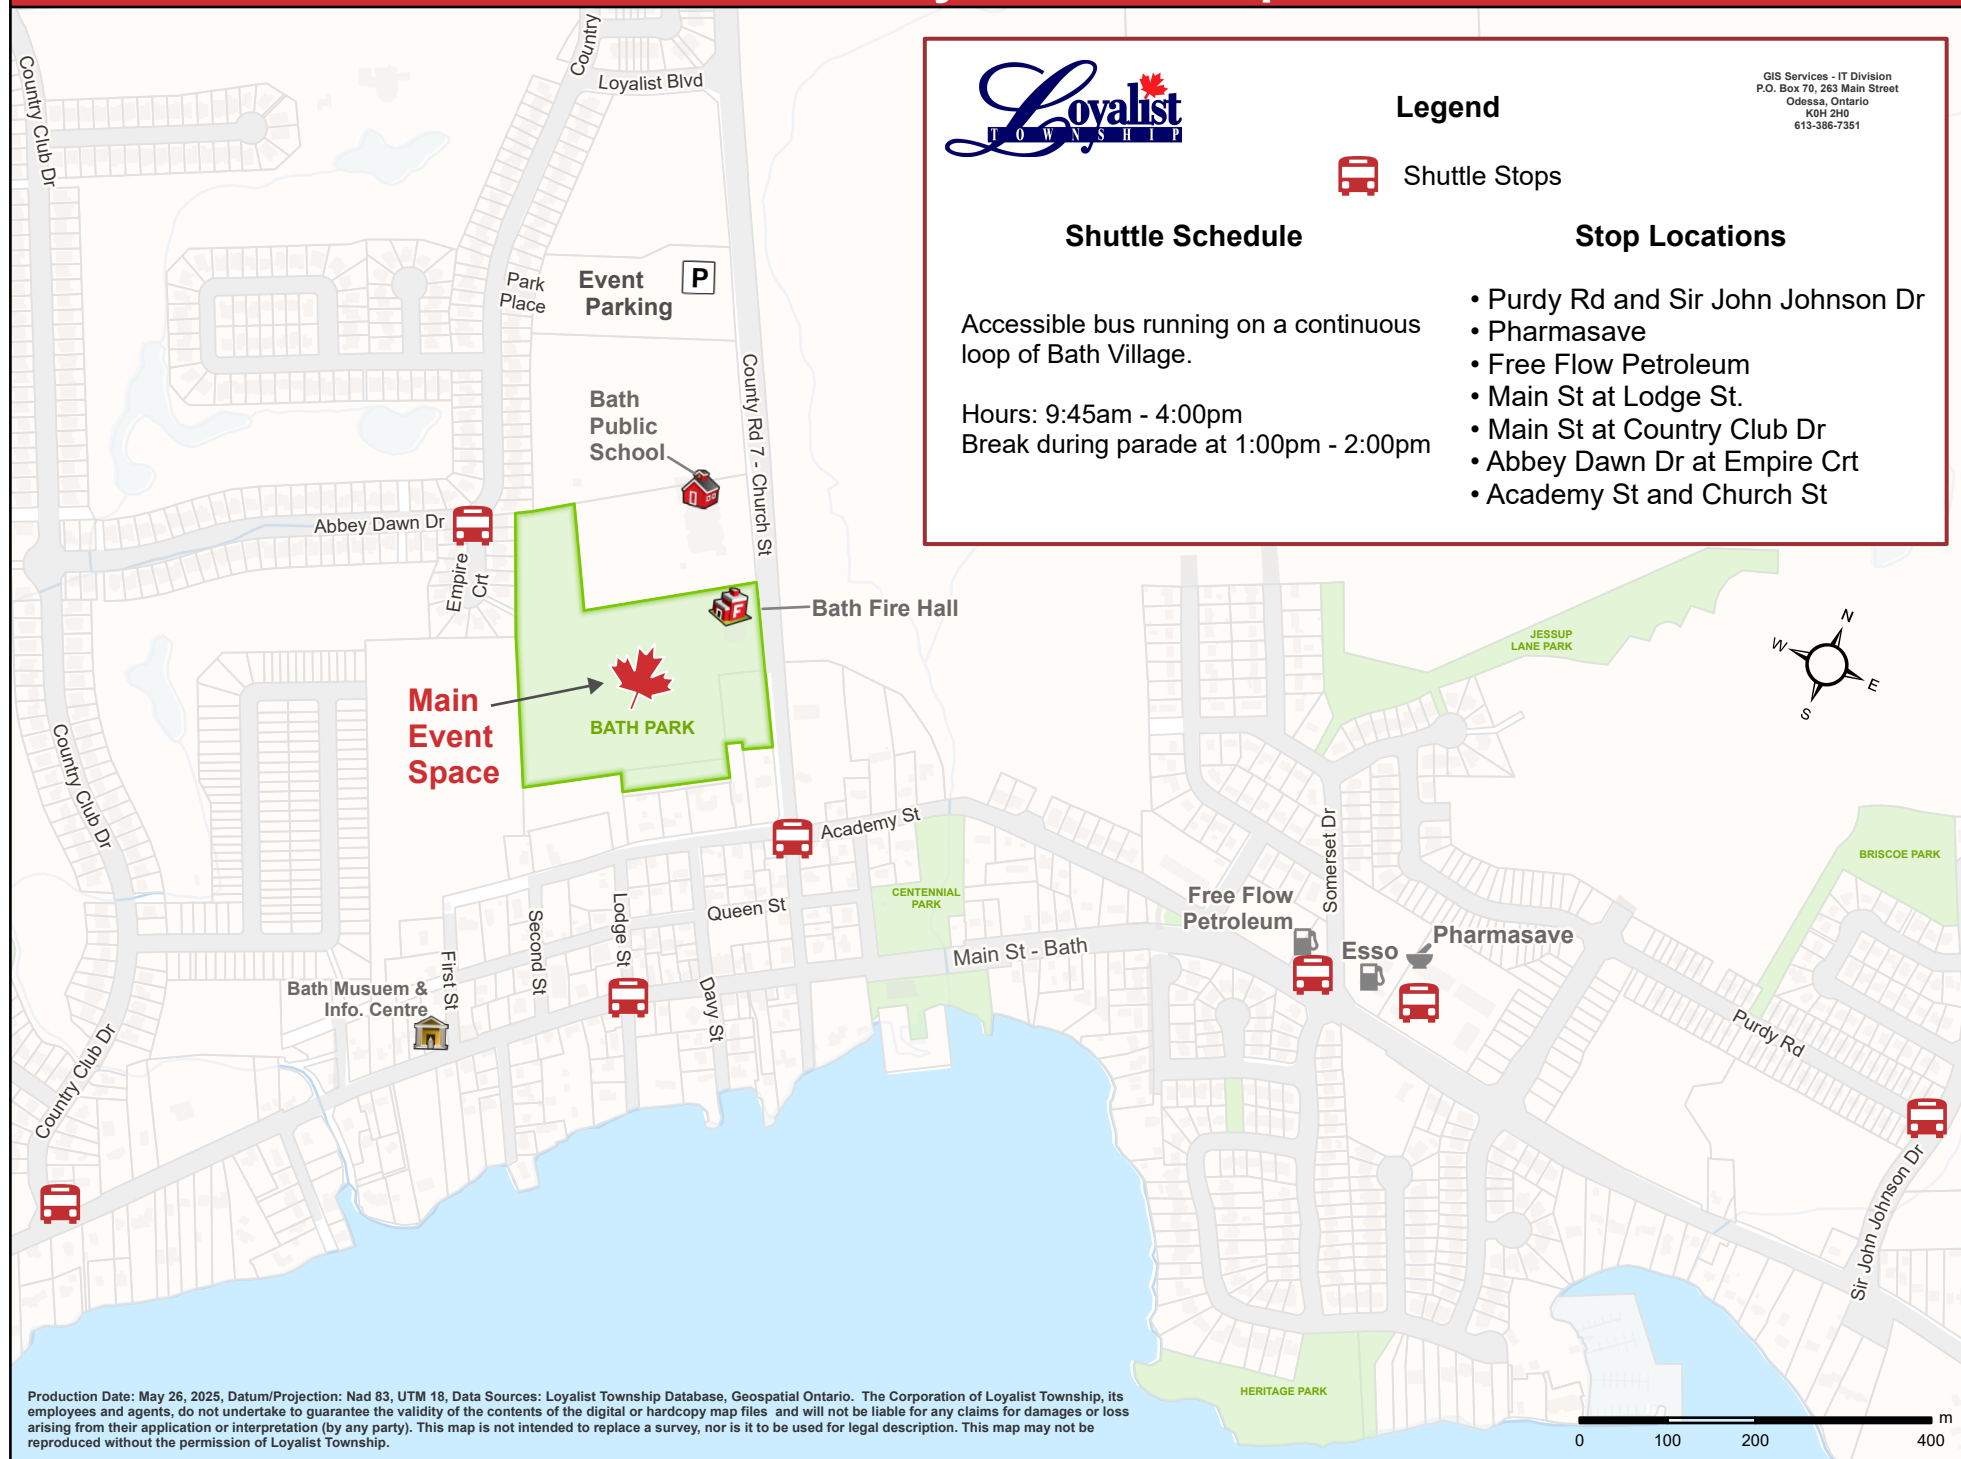 Loyalist
TOWNSHIP
Legend
GIS Services - IT Division
P.O. Box 70, 263 Main Street
Odessa, Ontario
K0H 2H0
613-386-7351
Shuttle Stops
Shuttle Schedule
Accessible bus running on a continuous
loop of Bath Village.
Hours: 9:45am - 4:00pm
Break during parade at 1:00pm - 2:00pm
Stop Locations
• Purdy Rd and Sir John Johnson Dr
• Pharmasave
• Free Flow Petroleum
• Main St at Lodge St.
• Main St at Country Club Dr
• Abbey Dawn Dr at Empire Crt
• Academy St and Church St
Country Club Dr
Country
Loyalist Blvd
Park
Place
Event
Parking
P
County Rd 7 - Church St
Bath
Public
School
Abbey Dawn Dr
Empire
Crt
Bath Fire Hall
F
Main
Event
Space
BATH PARK
JESSUP
LANE PARK
N
W
E
S
Country Club Dr
Academy St
Somerset Dr
BRISCOE PARK
CENTENNIAL
PARK
Free Flow
Petroleum
Esso
Pharmasave
Queen St
Lodge St
Second St
First St
Davy St
Main St - Bath
Bath Musuem &
Info. Centre
Country Club Dr
Purdy Rd
Sir John Johnson Dr
HERITAGE PARK
Production Date: May 26, 2025, Datum/Projection: Nad 83, UTM 18, Data Sources: Loyalist Township Database, Geospatial Ontario. The Corporation of Loyalist Township, its
employees and agents, do not undertake to guarantee the validity of the contents of the digital or hardcopy map files and will not be liable for any claims for damages or loss
arising from their application or interpretation (by any party). This map is not intended to replace a survey, nor is it to be used for legal description. This map may not be
reproduced without the permission of Loyalist Township.
m
0 100 200 400